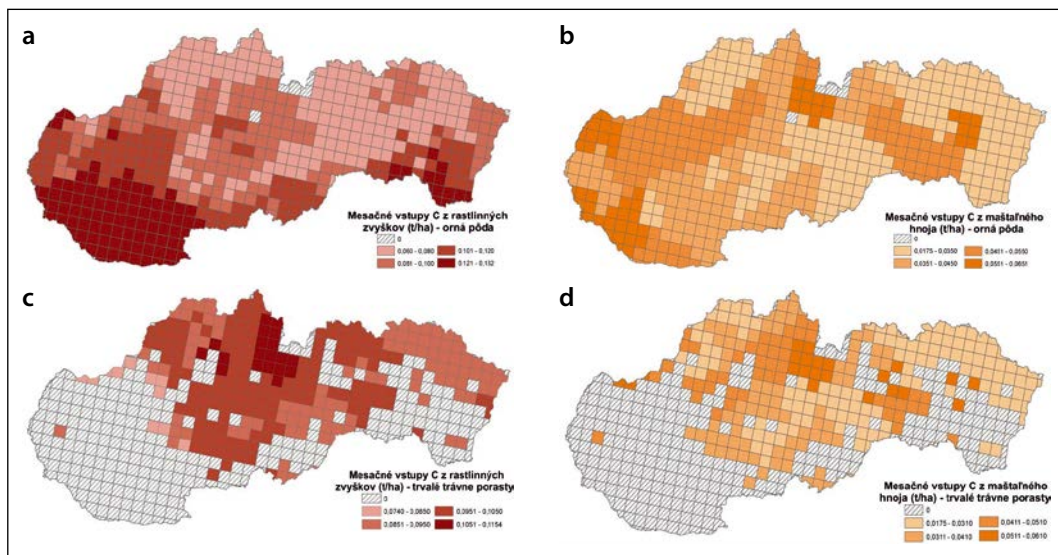 a
Mesačné vstupy C z rastlinných
zvyškov (t/ha) - orná pôda
0
0,060 - 0,080 0,101 - 0,120
0,081 - 0,100 0,121 - 0,132
b
Mesačné vstupy C z maštaľného
hnoja (t/ha) - orná pôda
0
0,0175 - 0,0350 0,0451 - 0,0550
0,0351 - 0,0450 0,0551 - 0,0651
c
Mesačné vstupy C z rastlinných
zvyškov (t/ha) - trvalé trávne porasty
0
0,0740 - 0,0850 0,0951 - 0,1050
0,0851 - 0,0950 0,1051 - 0,1154
d
Mesačné vstupy C z maštaľného
hnoja (t/ha) - trvalé trávne porasty
0
0,0175 - 0,0310 0,0411 - 0,0510
0,0311 - 0,0410 0,0511 - 0,0610